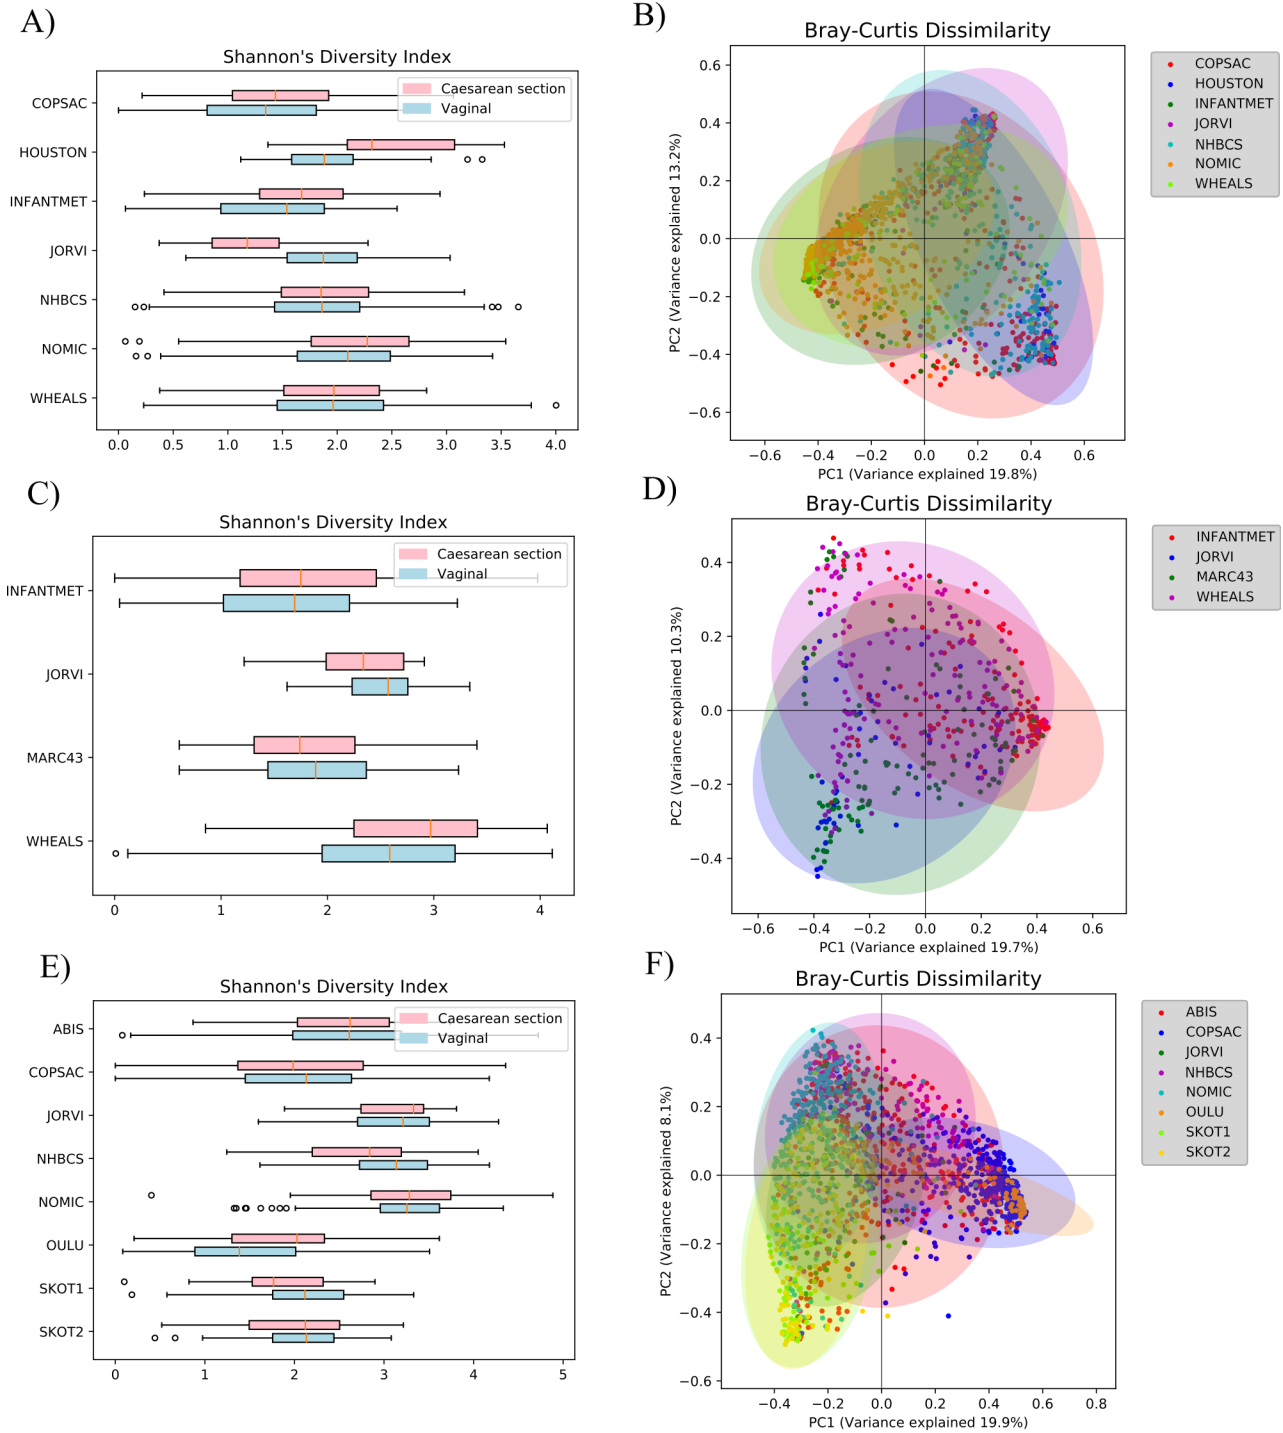 A)
Shannon's Diversity Index
Caesarean section
Vaginal
COPSAC
HOUSTON
INFANTMET
JORVI
NHBCS
NOMIC
WHEALS
0.0 0.5 1.0 1.5 2.0 2.5 3.0 3.5 4.0
B)
Bray-Curtis Dissimilarity
PC2 (Variance explained 13.2%)
0.6
0.4
0.2
0.0
−0.2
−0.4
−0.6
−0.6 −0.4 −0.2 0.0 0.2 0.4 0.6
PC1 (Variance explained 19.8%)
COPSAC
HOUSTON
INFANTMET
JORVI
NHBCS
NOMIC
WHEALS
C)
Shannon's Diversity Index
Caesarean section
Vaginal
INFANTMET
JORVI
MARC43
WHEALS
0 1 2 3 4
D)
Bray-Curtis Dissimilarity
PC2 (Variance explained 10.3%)
0.4
0.2
0.0
−0.2
−0.4
−0.6 −0.4 −0.2 0.0 0.2 0.4 0.6
PC1 (Variance explained 19.7%)
INFANTMET
JORVI
MARC43
WHEALS
E)
Shannon's Diversity Index
Caesarean section
Vaginal
ABIS
COPSAC
JORVI
NHBCS
NOMIC
OULU
SKOT1
SKOT2
0 1 2 3 4 5
F)
Bray-Curtis Dissimilarity
PC2 (Variance explained 8.1%)
0.4
0.2
0.0
−0.2
−0.4
−0.6
−0.4 −0.2 0.0 0.2 0.4 0.6 0.8
PC1 (Variance explained 19.9%)
ABIS
COPSAC
JORVI
NHBCS
NOMIC
OULU
SKOT1
SKOT2